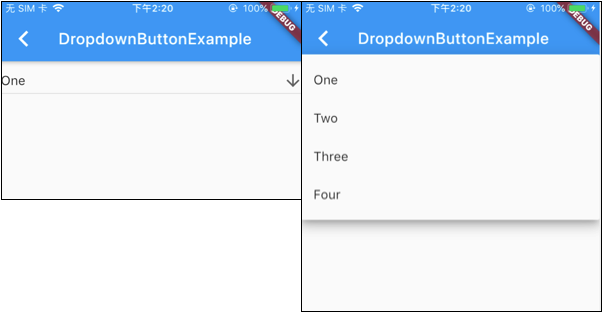 无 SIM 卡 下午2:20 100%
DEBUG
DropdownButtonExample
One
无 SIM 卡 下午2:20 100%
DEBUG
DropdownButtonExample
One
Two
Three
Four